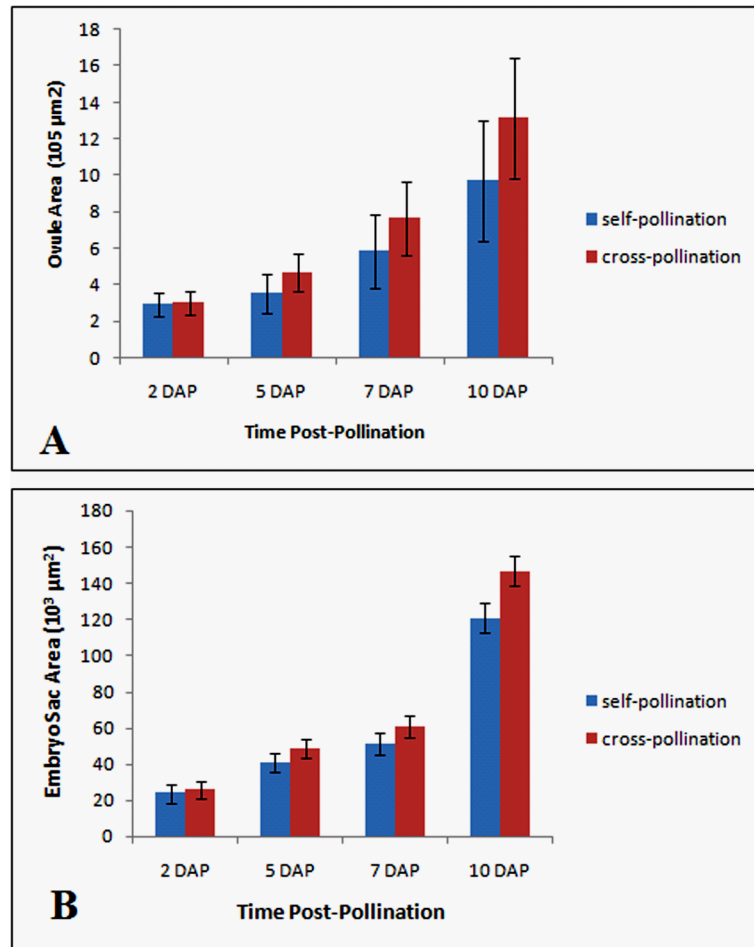 18
16
14
12
10
8
6
4
2
0
Ovule Area (105 µm2)
2 DAP 5 DAP 7 DAP 10 DAP
Time Post-Pollination
self-pollination
cross-pollination
A
180
160
140
120
100
80
60
40
20
0
EmbryoSac Area (10³ µm²)
2 DAP 5 DAP 7 DAP 10 DAP
Time Post-Pollination
self-pollination
cross-pollination
B